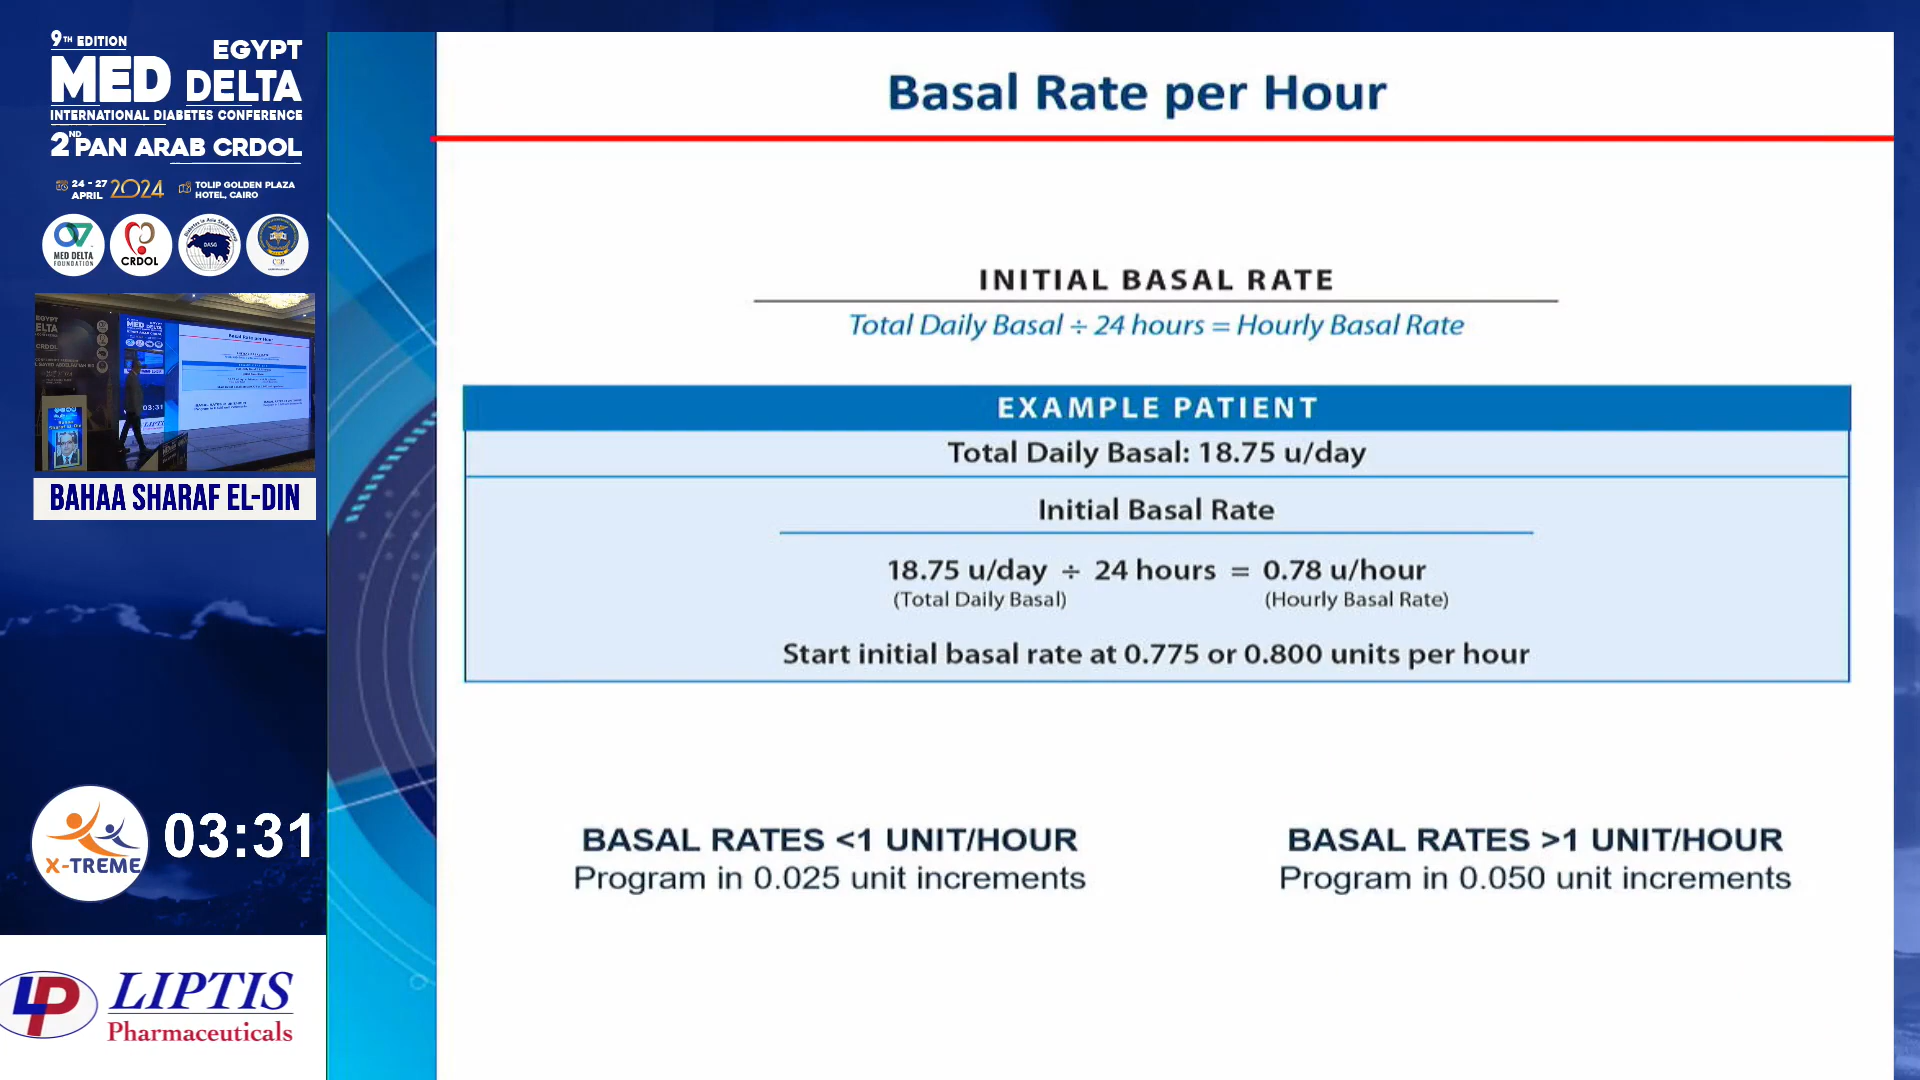 9TH EDITION
EGYPT
MED DELTA
INTERNATIONAL DIABETES CONFERENCE
2ND PAN ARAB CRDOL
24 - 27 APRIL 2024
TOLIP GOLDEN PLAZA HOTEL, CAIRO
MED DELTA
FOUNDATION
CRDOL
DASG
BAHAA SHARAF EL-DIN
X-TREME
03:31
LIPTIS
Pharmaceuticals
Basal Rate per Hour
INITIAL BASAL RATE
Total Daily Basal ÷ 24 hours = Hourly Basal Rate
EXAMPLE PATIENT
Total Daily Basal: 18.75 u/day
Initial Basal Rate
18.75 u/day ÷ 24 hours = 0.78 u/hour
(Total Daily Basal) (Hourly Basal Rate)
Start initial basal rate at 0.775 or 0.800 units per hour
BASAL RATES <1 UNIT/HOUR
Program in 0.025 unit increments
BASAL RATES >1 UNIT/HOUR
Program in 0.050 unit increments